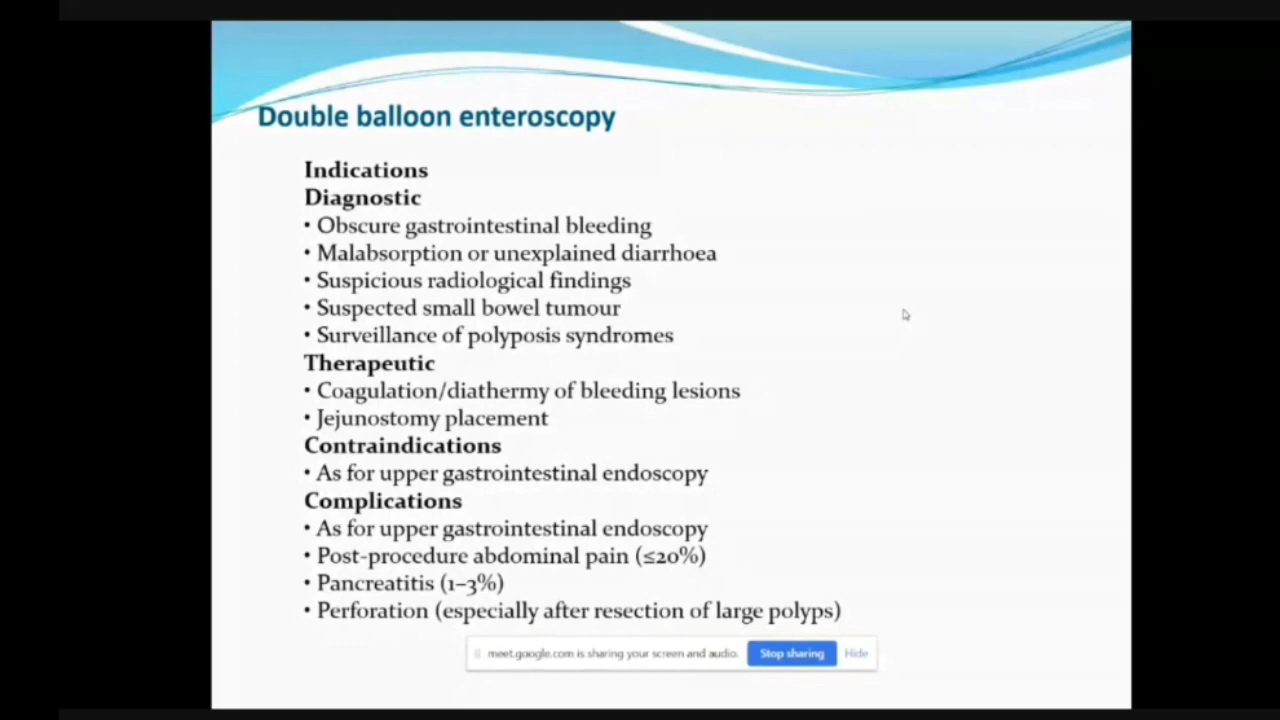 Double balloon enteroscopy
Indications
Diagnostic
• Obscure gastrointestinal bleeding
• Malabsorption or unexplained diarrhoea
• Suspicious radiological findings
• Suspected small bowel tumour
• Surveillance of polyposis syndromes
Therapeutic
• Coagulation/diathermy of bleeding lesions
• Jejunostomy placement
Contraindications
• As for upper gastrointestinal endoscopy
Complications
• As for upper gastrointestinal endoscopy
• Post-procedure abdominal pain (≤20%)
• Pancreatitis (1–3%)
• Perforation (especially after resection of large polyps)
meet.google.com is sharing your screen and audio. Stop sharing Hide